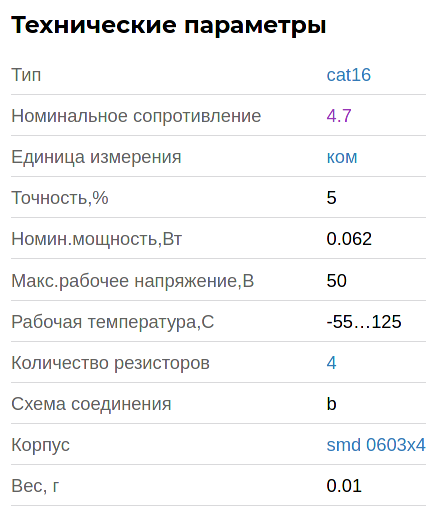 Технические параметры
Тип cat16
Номинальное сопротивление 4.7
Единица измерения ком
Точность,% 5
Номин.мощность,Вт 0.062
Макс.рабочее напряжение,В 50
Рабочая температура,С -55…125
Количество резисторов 4
Схема соединения b
Корпус smd 0603x4
Вес, г 0.01